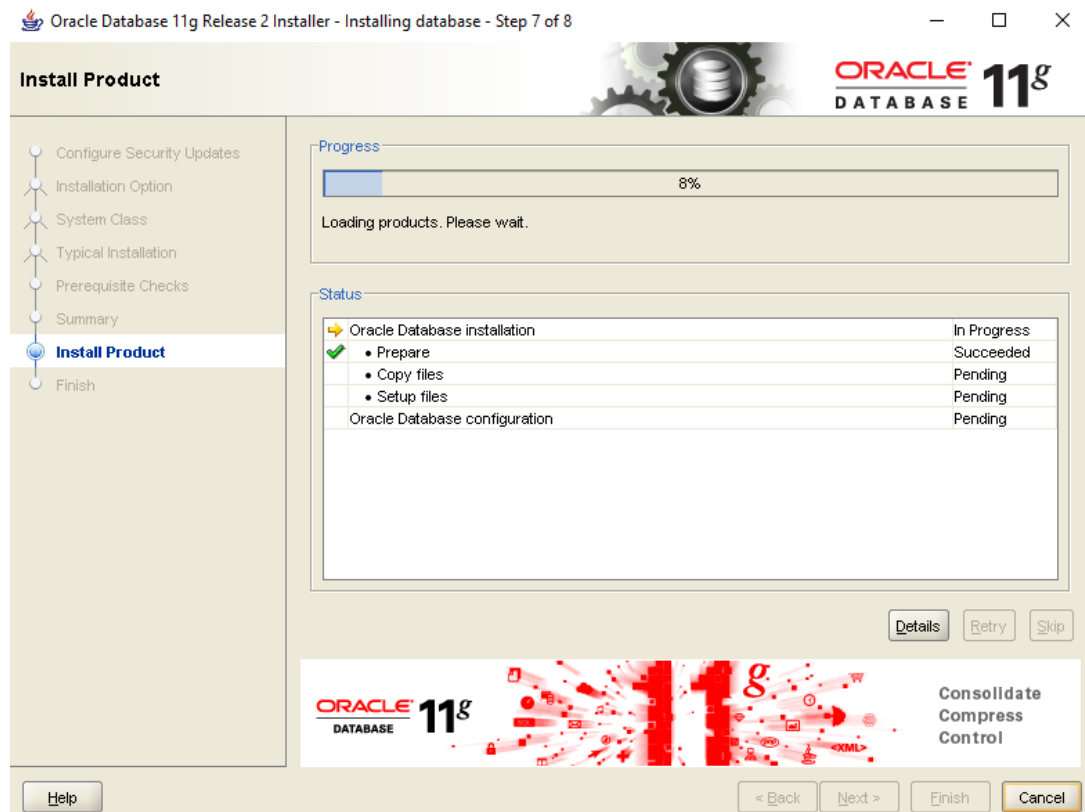 Oracle Database 11g Release 2 Installer - Installing database - Step 7 of 8
Install Product
ORACLE
DATABASE
11g
Configure Security Updates
Installation Option
System Class
Typical Installation
Prerequisite Checks
Summary
Install Product
Finish
Progress
8%
Loading products. Please wait.
Status
Oracle Database installation In Progress
• Prepare Succeeded
• Copy files Pending
• Setup files Pending
Oracle Database configuration Pending
Details Retry Skip
ORACLE
DATABASE
11g
11g
<XML>
Consolidate
Compress
Control
Help < Back Next > Finish Cancel